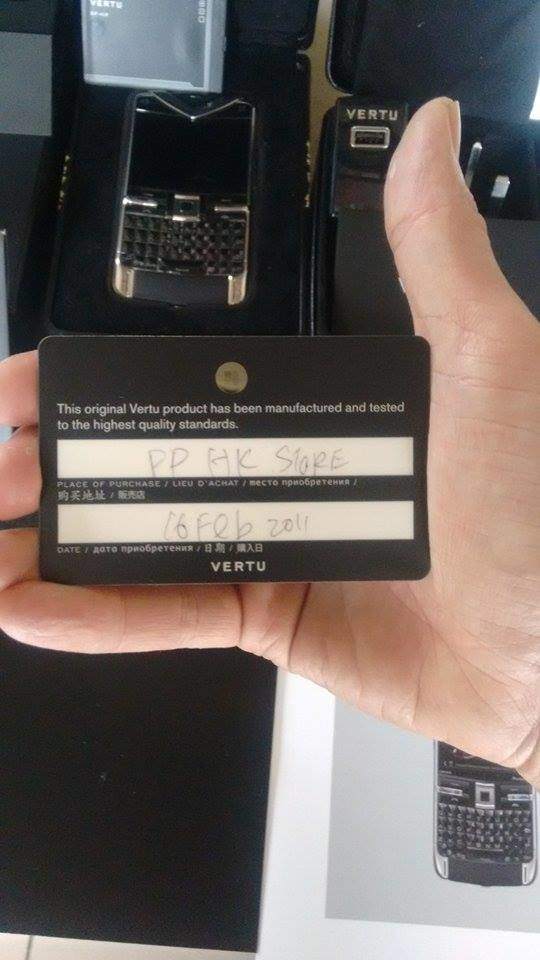 VERTU
VERTU
This original Vertu product has been manufactured and tested
to the highest quality standards.
PP HK StoRE
PLACE OF PURCHASE / LIEU D'ACHAT / место приобретения /
购买地址 / 販売店
16 Feb 2011
DATE / дата приобретения / 日期 / 購入日
VERTU